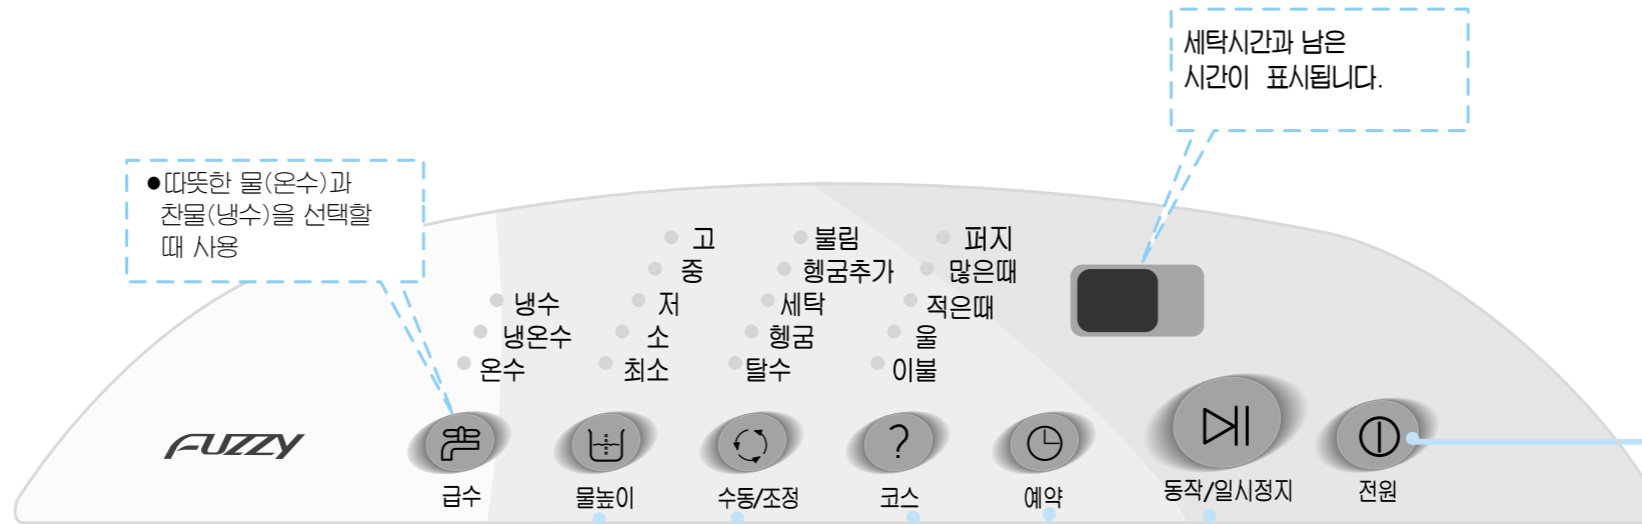 세탁시간과 남은
시간이 표시됩니다.
●따뜻한 물(온수)과
찬물(냉수)을 선택할
때 사용
고 불림 퍼지
중 헹굼추가 많은때
냉수 저 세탁 적은때
냉온수 소 헹굼 울
온수 최소 탈수 이불
FUZZY
?
급수 물높이 수동/조정 코스 예약 동작/일시정지 전원